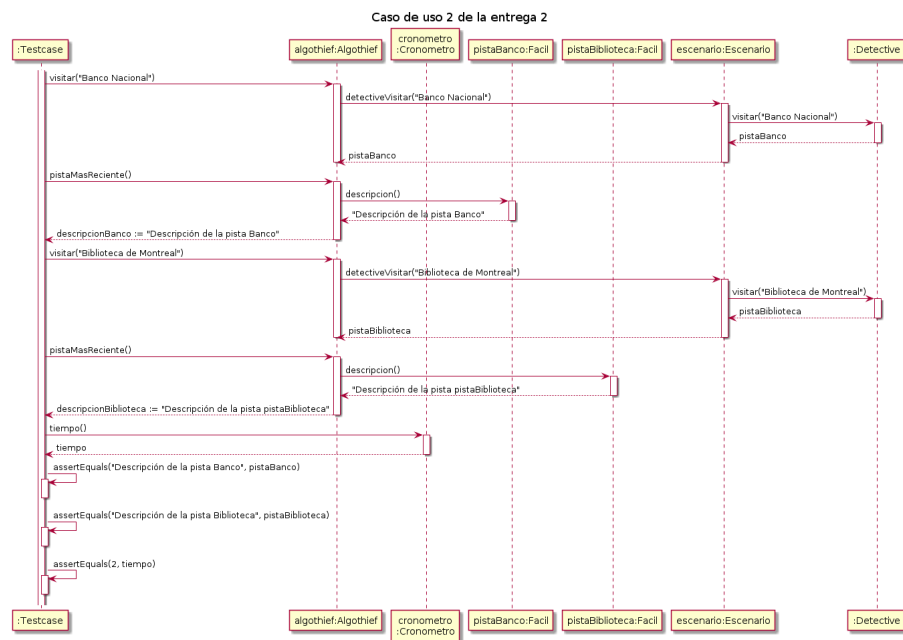 Caso de uso 2 de la entrega 2
:Testcase
algothief:Algothief
cronometro
:Cronometro
pistaBanco:Facil
pistaBiblioteca:Facil
escenario:Escenario
:Detective
visitar("Banco Nacional")
detectiveVisitar("Banco Nacional")
visitar("Banco Nacional")
pistaBanco
pistaBanco
pistaMasReciente()
descripcion()
"Descripción de la pista Banco"
descripcionBanco := "Descripción de la pista Banco"
visitar("Biblioteca de Montreal")
detectiveVisitar("Biblioteca de Montreal")
visitar("Biblioteca de Montreal")
pistaBiblioteca
pistaBiblioteca
pistaMasReciente()
descripcion()
"Descripción de la pista pistaBiblioteca"
descripcionBiblioteca := "Descripción de la pista pistaBiblioteca"
tiempo()
tiempo
assertEquals("Descripción de la pista Banco", pistaBanco)
assertEquals("Descripción de la pista Biblioteca", pistaBiblioteca)
assertEquals(2, tiempo)
:Testcase
algothief:Algothief
cronometro
:Cronometro
pistaBanco:Facil
pistaBiblioteca:Facil
escenario:Escenario
:Detective